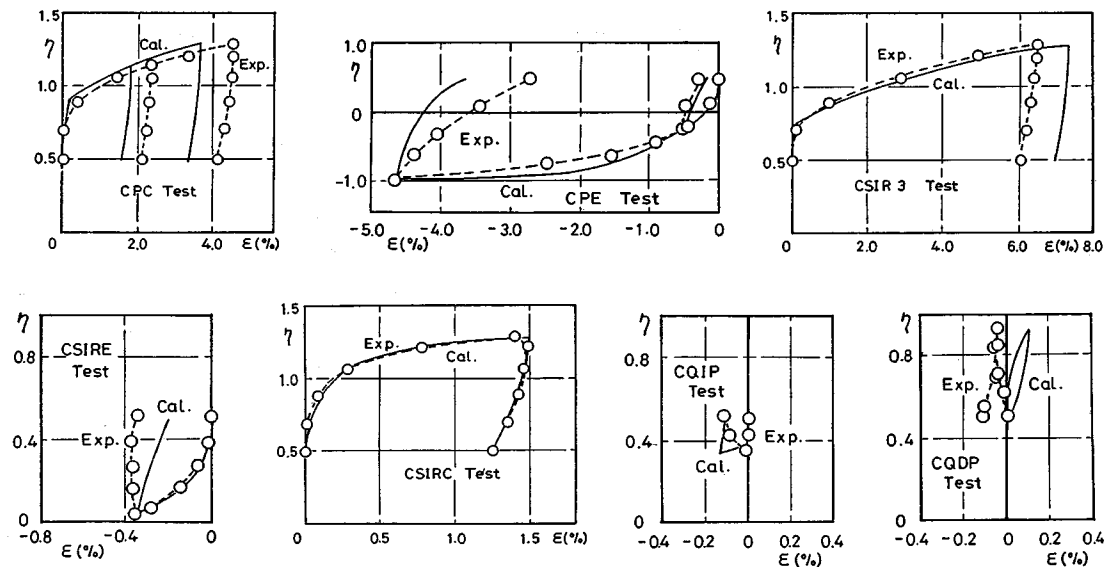 1.5
η
1.0
0.5
Cal.
Exp.
CPC Test
0
2.0
4.0
ε(%)
1.0
η
0
-1.0
Exp.
Cal.
CPE Test
-5.0
-4.0
-3.0
-2.0
-1.0
0
ε(%)
1.5
η
1.0
0.5
Exp.
Cal.
CSIR 3 Test
0
2.0
4.0
6.0
ε(%)
8.0
η
0.8
0.4
0
CSIRE
Test
Cal.
Exp.
-0.8
-0.4
0
ε(%)
1.5
η
1.0
0.5
Exp.
Cal.
CSIRC Test
0
0.5
1.0
1.5
ε(%)
η
0.8
0.4
0
CQIP
Test
Exp.
Cal.
-0.4
-0.2
0
0.2
0.4
ε(%)
η
0.8
0.4
0
Exp.
Cal.
CQDP
Test
-0.4
-0.2
0
0.2
0.4
ε(%)